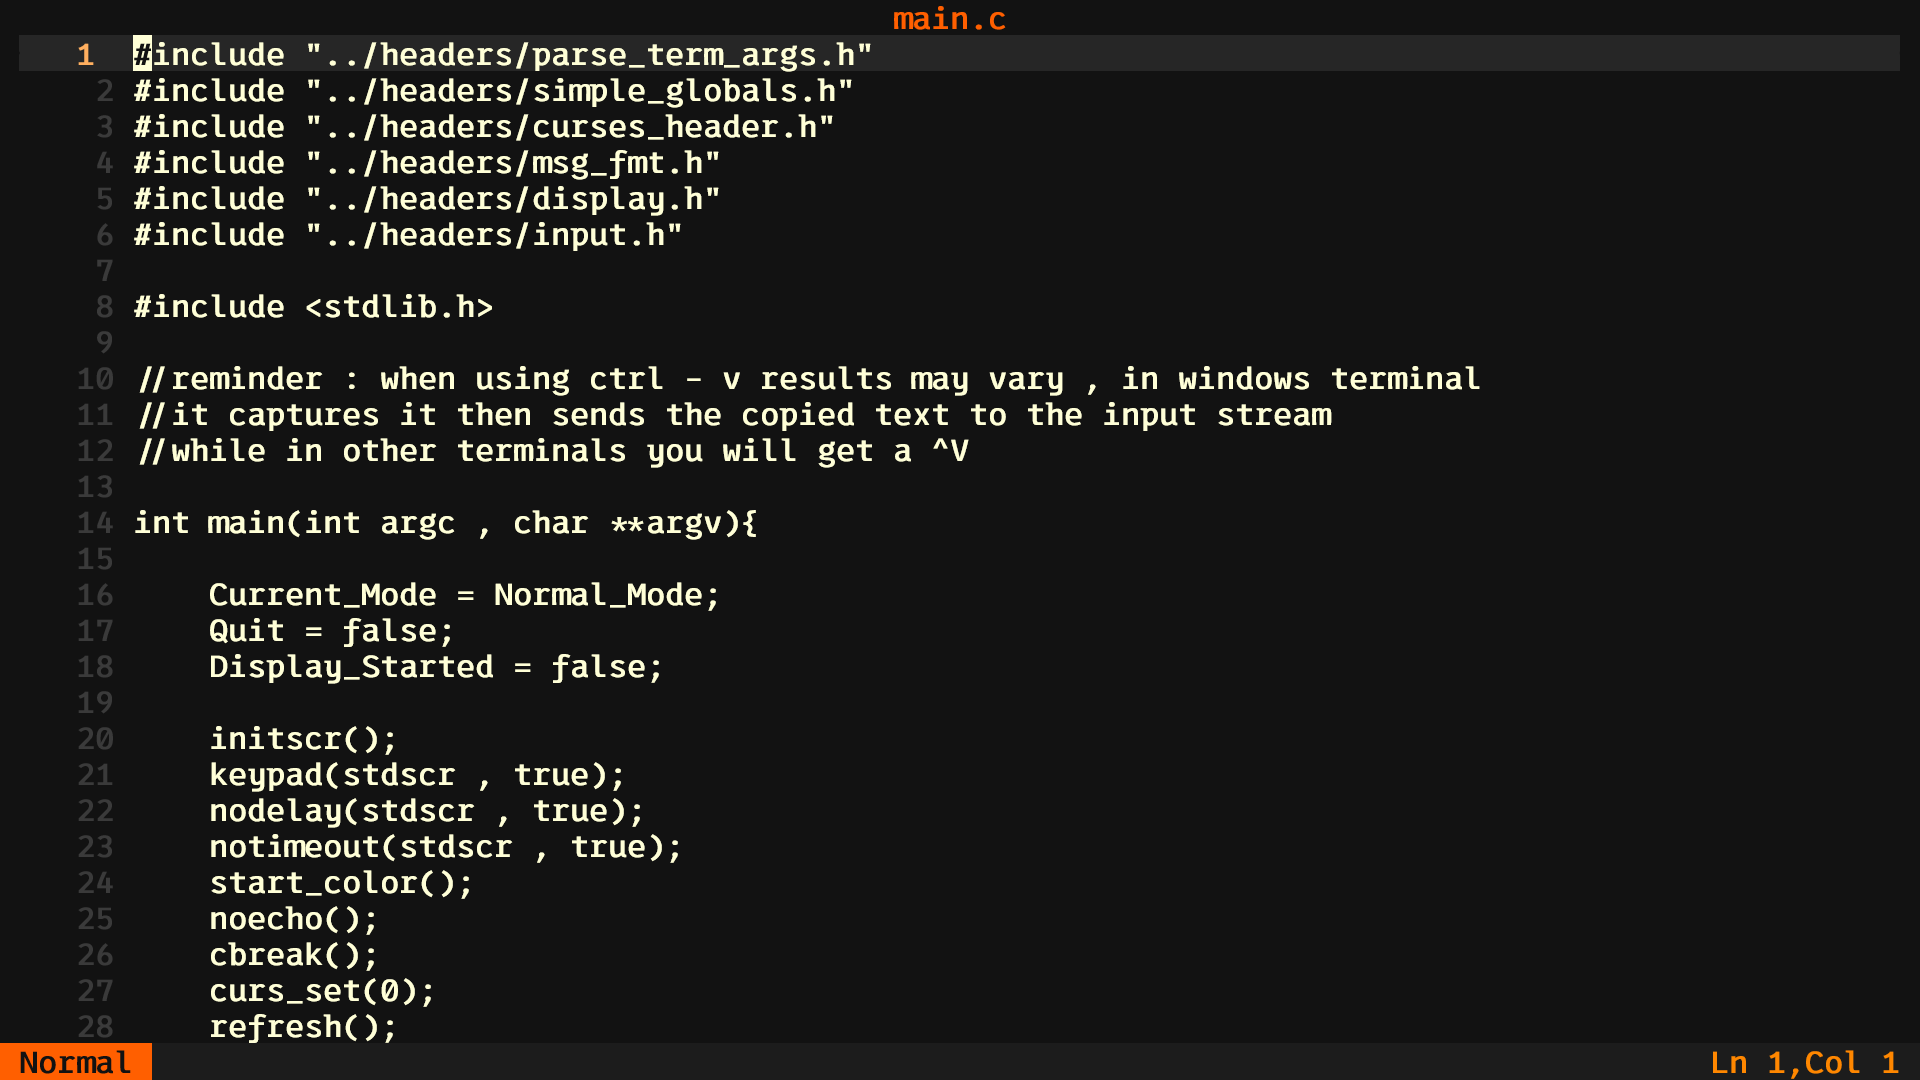 main.c
1 #include "../headers/parse_term_args.h"
2 #include "../headers/simple_globals.h"
3 #include "../headers/curses_header.h"
4 #include "../headers/msg_fmt.h"
5 #include "../headers/display.h"
6 #include "../headers/input.h"
7
8 #include <stdlib.h>
9
10 //reminder : when using ctrl - v results may vary , in windows terminal
11 //it captures it then sends the copied text to the input stream
12 //while in other terminals you will get a ^V
13
14 int main(int argc , char **argv){
15
16     Current_Mode = Normal_Mode;
17     Quit = false;
18     Display_Started = false;
19
20     initscr();
21     keypad(stdscr , true);
22     nodelay(stdscr , true);
23     notimeout(stdscr , true);
24     start_color();
25     noecho();
26     cbreak();
27     curs_set(0);
28     refresh();
Normal Ln 1,Col 1